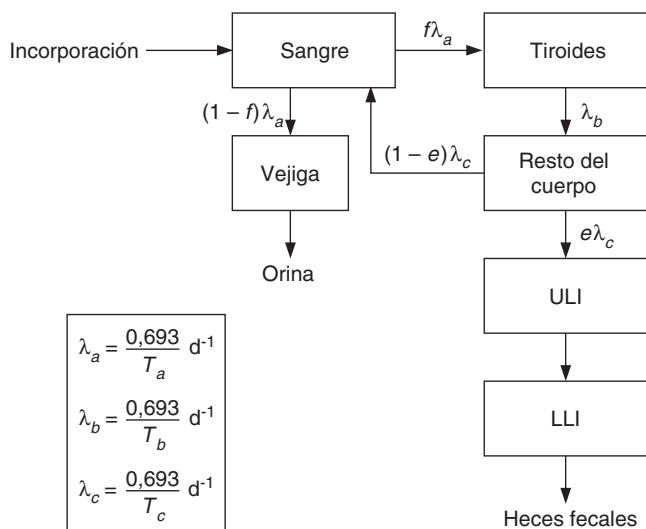 Incorporación
Sangre
fλa
Tiroides
(1 – f)λa
λb
(1 – e)λc
Vejiga
Resto del
cuerpo
eλc
Orina
ULI
λa = 0,693/Ta d-1
λb = 0,693/Tb d-1
λc = 0,693/Tc d-1
LLI
Heces fecales